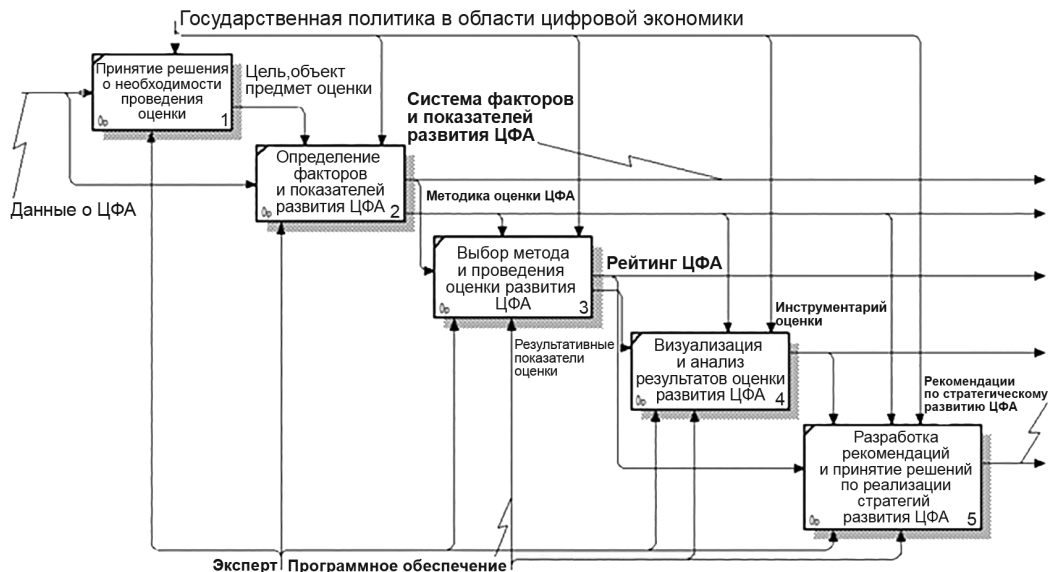 Государственная политика в области цифровой экономики
Принятие решения
о необходимости
проведения
оценки
1
Цель,объект
предмет оценки
Данные о ЦФА
Система факторов
и показателей
развития ЦФА
Определение
факторов
и показателей
развития ЦФА
2
Методика оценки ЦФА
Выбор метода
и проведения
оценки развития
ЦФА
3
Рейтинг ЦФА
Результативные
показатели
оценки
Инструментарий
оценки
Визуализация
и анализ
результатов оценки
развития ЦФА
4
Рекомендации
по стратегическому
развитию ЦФА
Разработка
рекомендаций
и принятие решений
по реализации
стратегий
развития ЦФА
5
Эксперт
Программное обеспечение